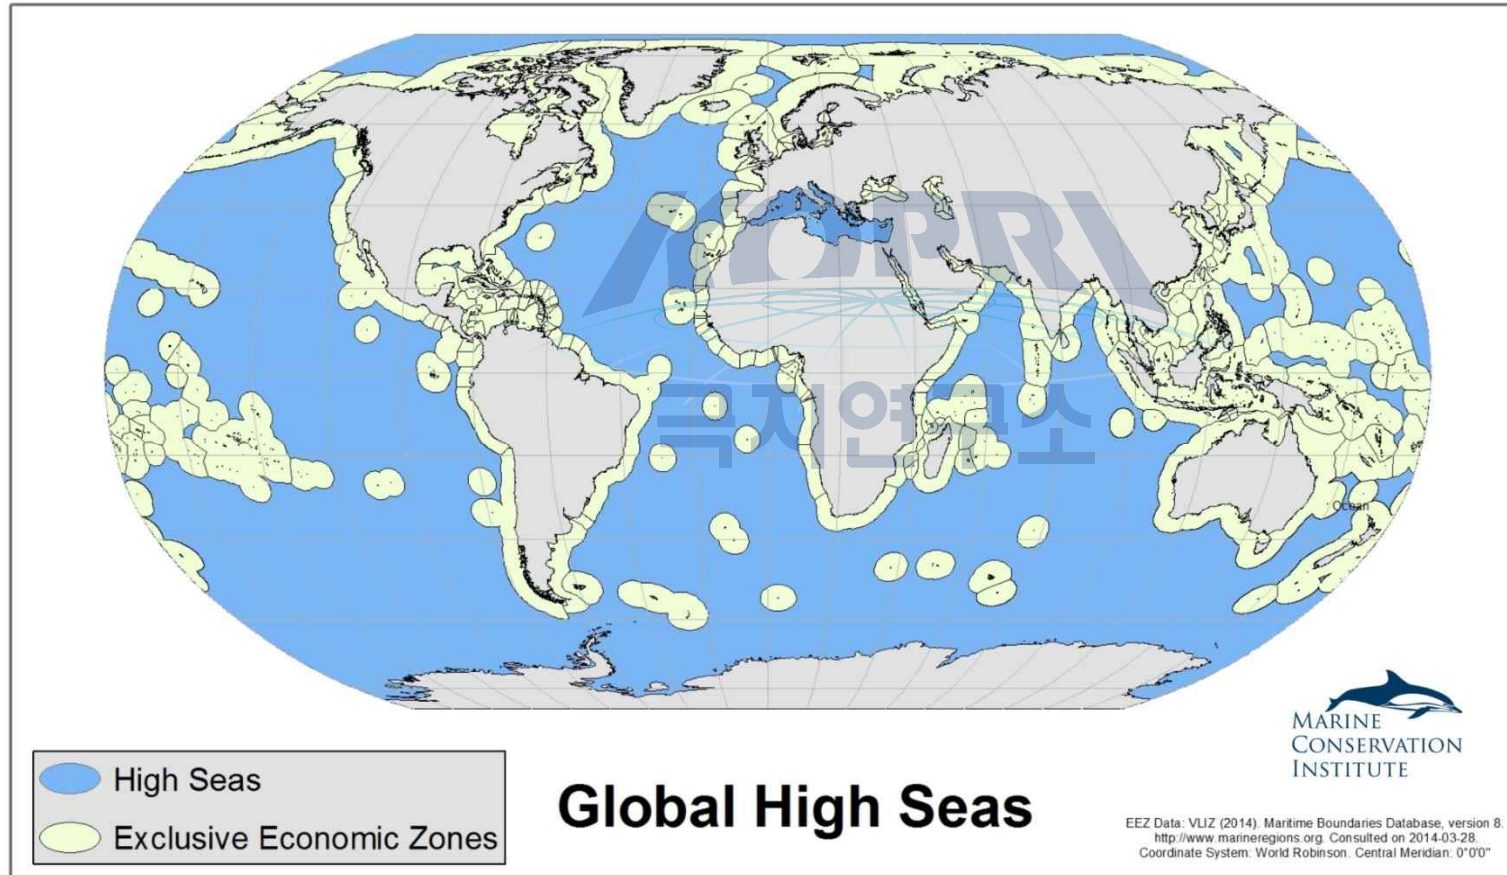 KOPRI
극지연구소
Ocean
High Seas
Exclusive Economic Zones
Global High Seas
MARINE
CONSERVATION
INSTITUTE
EEZ Data: VLIZ (2014). Maritime Boundaries Database, version 8.
http://www.marineregions.org. Consulted on 2014-03-28.
Coordinate System: World Robinson. Central Meridian: 0°0'0"